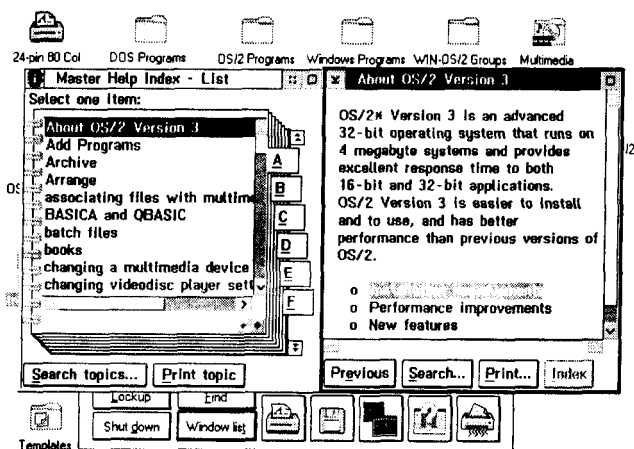 24-pin 80 Col
DOS Programs
OS/2 Programs
Windows Programs
WIN-OS/2 Groups
Multimedia
Master Help Index - List
Select one item:
About OS/2 Version 3
Add Programs
Archive
Arrange
associating files with multime
BASICA and QBASIC
batch files
books
changing a multimedia device
changing videodisc player sett
A
B
C
D
E
F
Search topics...
Print topic
About OS/2 Version 3
OS/2* Version 3 is an advanced
32-bit operating system that runs on
4 megabyte systems and provides
excellent response time to both
16-bit and 32-bit applications.
OS/2 Version 3 is easier to install
and to use, and has better
performance than previous versions of
OS/2.
o
o Performance improvements
o New features
Previous
Search...
Print...
Index
OS
/2
Lockup
Find
Shut down
Window list
Templates